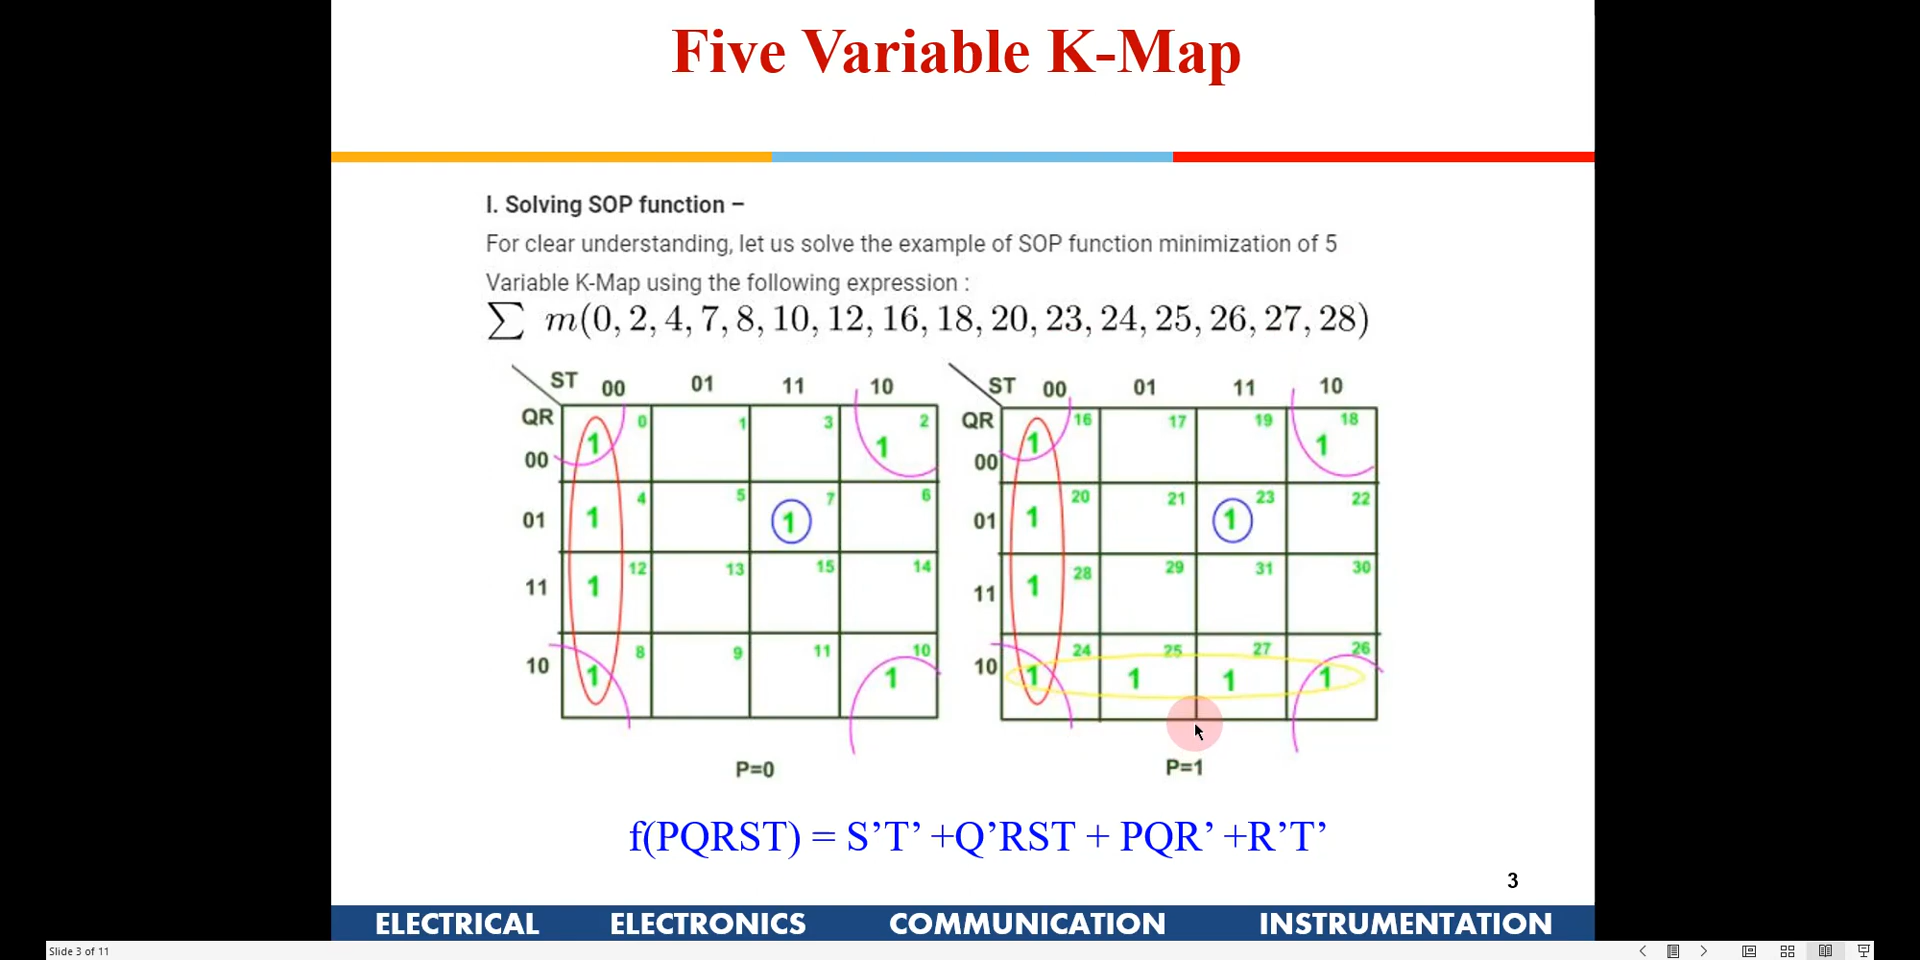 Five Variable K-Map
I. Solving SOP function –
For clear understanding, let us solve the example of SOP function minimization of 5
Variable K-Map using the following expression :
∑ m(0, 2, 4, 7, 8, 10, 12, 16, 18, 20, 23, 24, 25, 26, 27, 28)
ST 00 01 11 10
QR
00 1 0 1 3 1 2
01 1 4 5 1 7 6
11 1 12 13 15 14
10 1 8 9 11 1 10
P=0
ST 00 01 11 10
QR
00 1 16 17 19 1 18
01 1 20 21 1 23 22
11 1 28 29 31 30
10 1 24 1 25 1 27 1 26
P=1
f(PQRST) = S’T’ +Q’RST + PQR’ +R’T’
3
ELECTRICAL ELECTRONICS COMMUNICATION INSTRUMENTATION
Slide 3 of 11